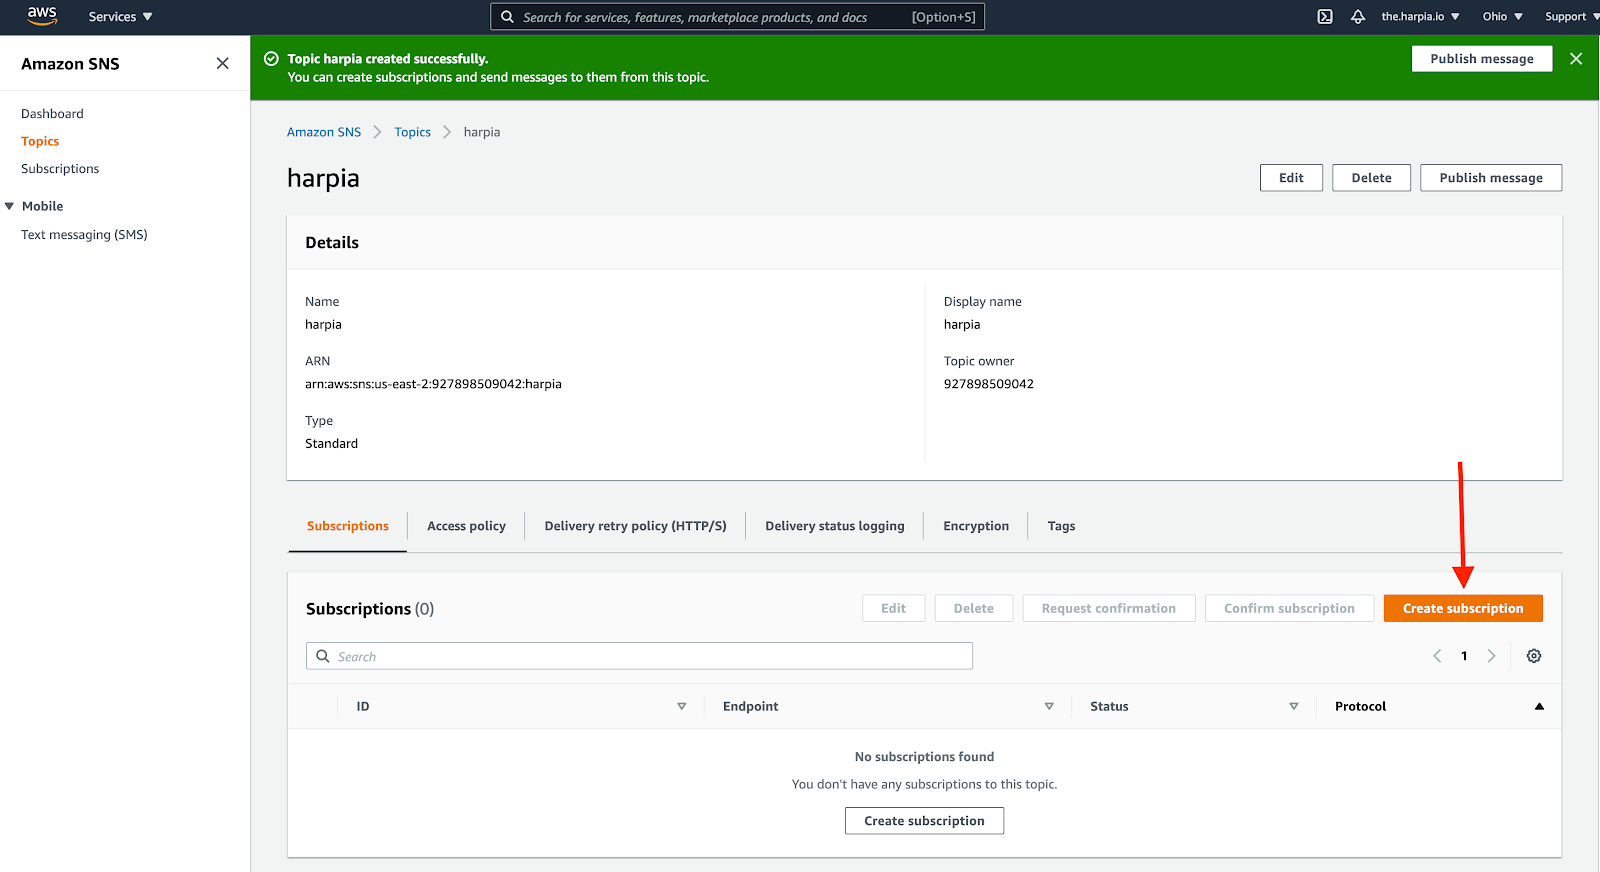 aws Services Search for services, features, marketplace products, and docs [Option+S] the.harpia.io Ohio Support
Amazon SNS
Dashboard
Topics
Subscriptions
Mobile
Text messaging (SMS)
Topic harpia created successfully.
You can create subscriptions and send messages to them from this topic.
Publish message
Amazon SNS Topics harpia
harpia
Edit Delete Publish message
Details
Name
harpia
ARN
arn:aws:sns:us-east-2:927898509042:harpia
Type
Standard
Display name
harpia
Topic owner
927898509042
Subscriptions Access policy Delivery retry policy (HTTP/S) Delivery status logging Encryption Tags
Subscriptions (0) Edit Delete Request confirmation Confirm subscription Create subscription
Search 1
ID Endpoint Status Protocol
No subscriptions found
You don't have any subscriptions to this topic.
Create subscription